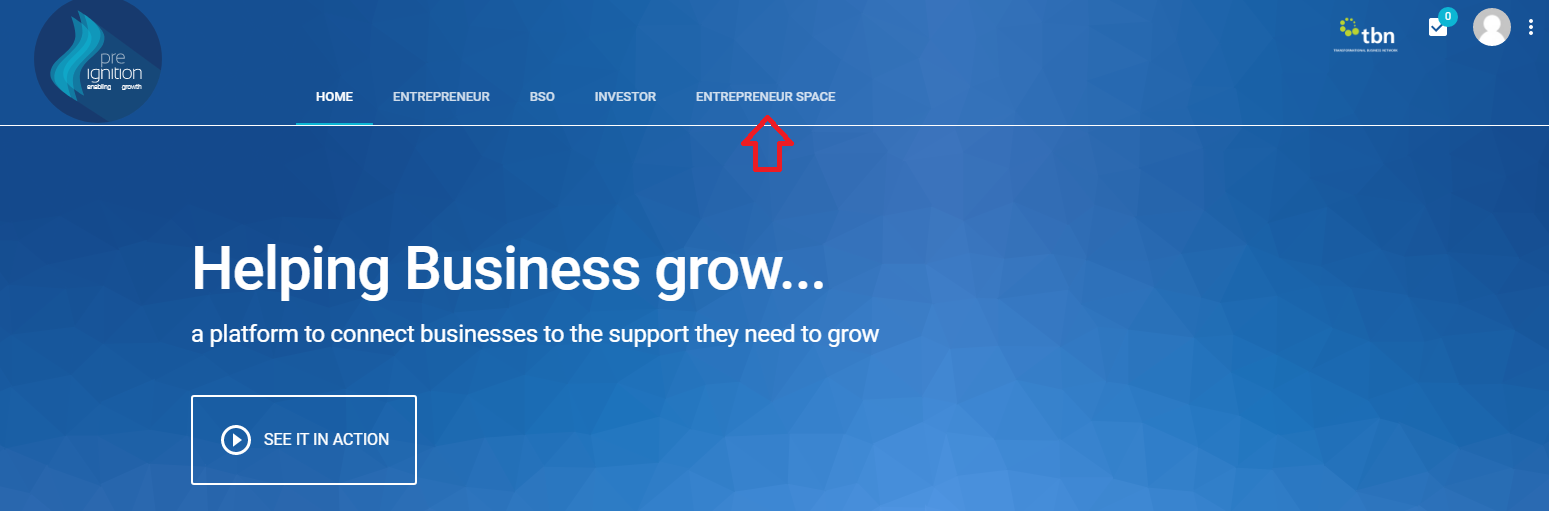 pre
ignition
enabling growth
tbn
TRANSFORMATIONAL BUSINESS NETWORK
0
HOME
ENTREPRENEUR
BSO
INVESTOR
ENTREPRENEUR SPACE
Helping Business grow...
a platform to connect businesses to the support they need to grow
SEE IT IN ACTION